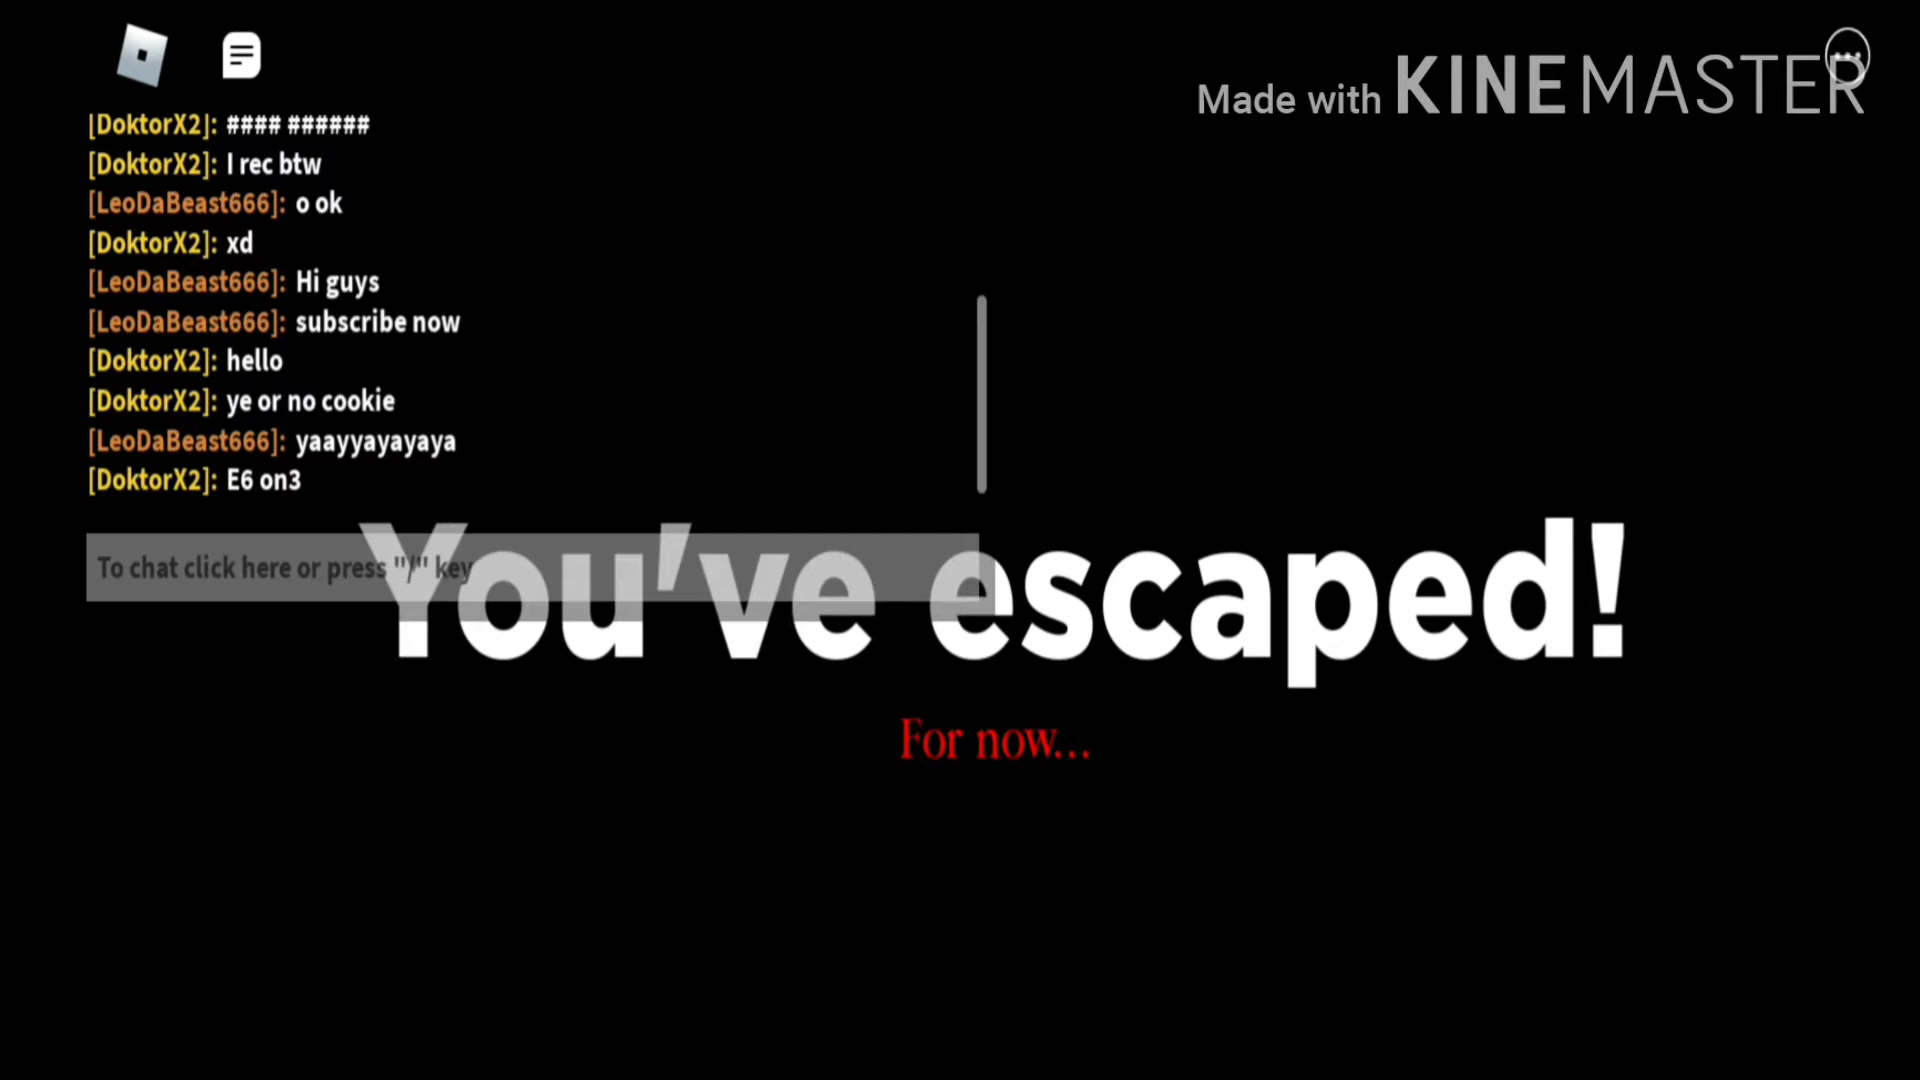 Made with KINEMASTER
[DoktorX2]: #### ######
[DoktorX2]: I rec btw
[LeoDaBeast666]: o ok
[DoktorX2]: xd
[LeoDaBeast666]: Hi guys
[LeoDaBeast666]: subscribe now
[DoktorX2]: hello
[DoktorX2]: ye or no cookie
[LeoDaBeast666]: yaayyayayaya
[DoktorX2]: E6 on3
To chat click here or press "/" key
You've escaped!
For now...